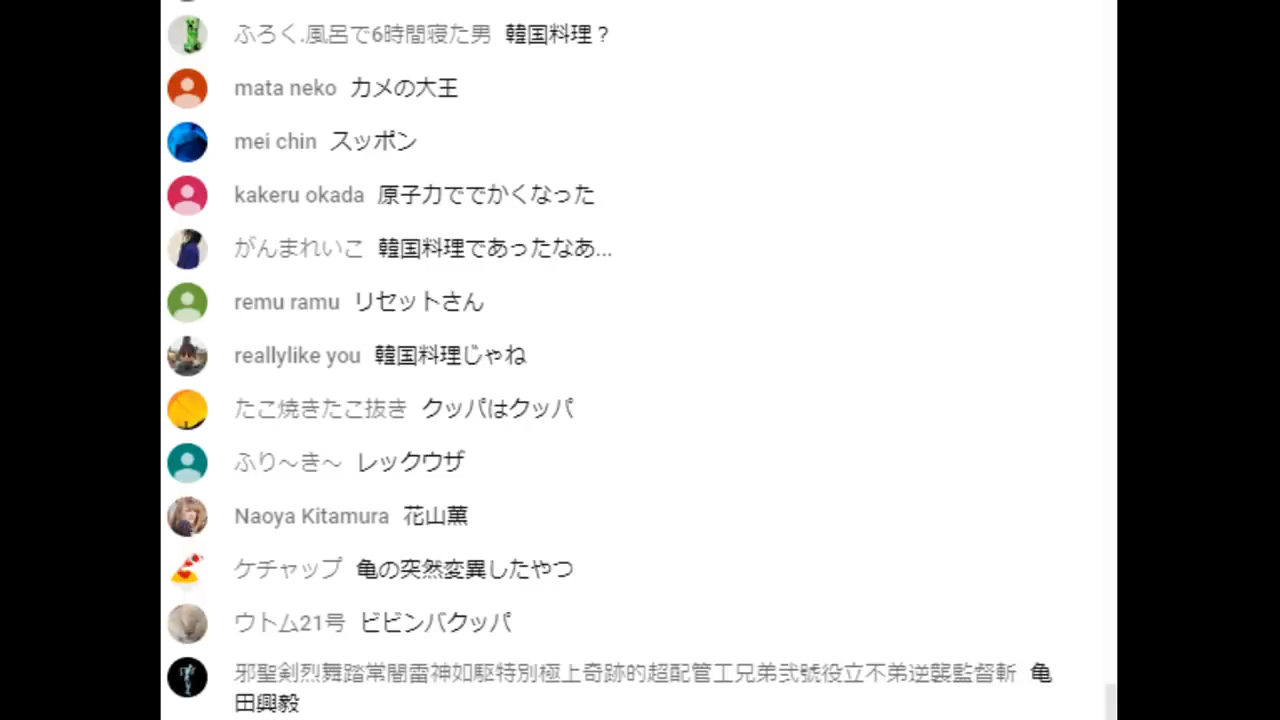 ふろく.風呂で6時間寝た男 韓国料理？
mata neko カメの大王
mei chin スッポン
kakeru okada 原子力ででかくなった
がんまれいこ 韓国料理であったなあ...
remu ramu リセットさん
reallylike you 韓国料理じゃね
たこ焼きたこ抜き クッパはクッパ
ふり～き～ レックウザ
Naoya Kitamura 花山薫
ケチャップ 亀の突然変異したやつ
ウトム21号 ビビンバクッパ
邪聖剣烈舞踏常闇雷神如駆特別極上奇跡的超配管工兄弟弐號役立不弟逆襲監督斬 亀
田興毅